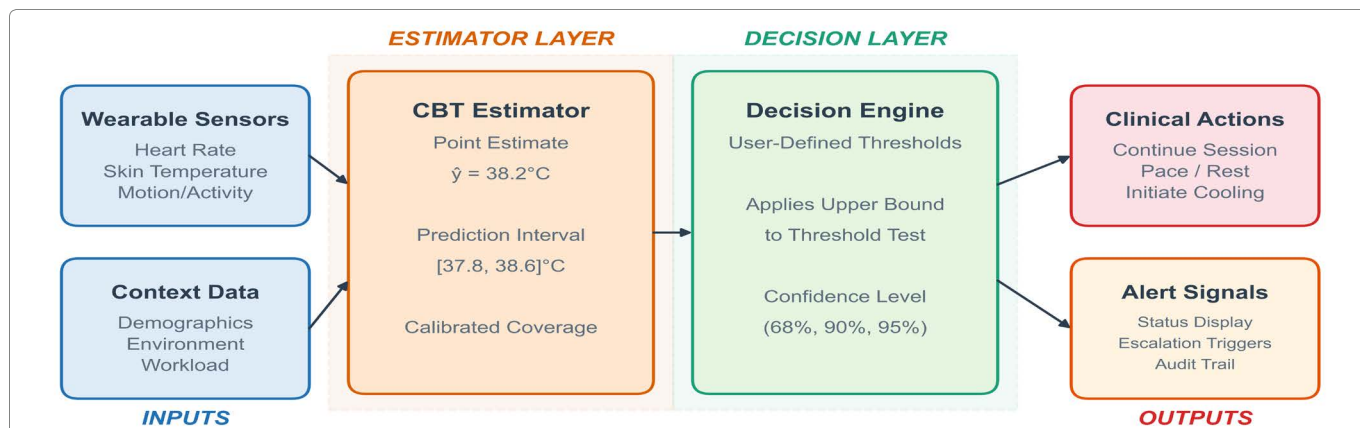 ESTIMATOR LAYER
DECISION LAYER
Wearable Sensors
Heart Rate
Skin Temperature
Motion/Activity
Context Data
Demographics
Environment
Workload
INPUTS
CBT Estimator
Point Estimate
ŷ = 38.2°C
Prediction Interval
[37.8, 38.6]°C
Calibrated Coverage
Decision Engine
User-Defined Thresholds
Applies Upper Bound
to Threshold Test
Confidence Level
(68%, 90%, 95%)
Clinical Actions
Continue Session
Pace / Rest
Initiate Cooling
Alert Signals
Status Display
Escalation Triggers
Audit Trail
OUTPUTS